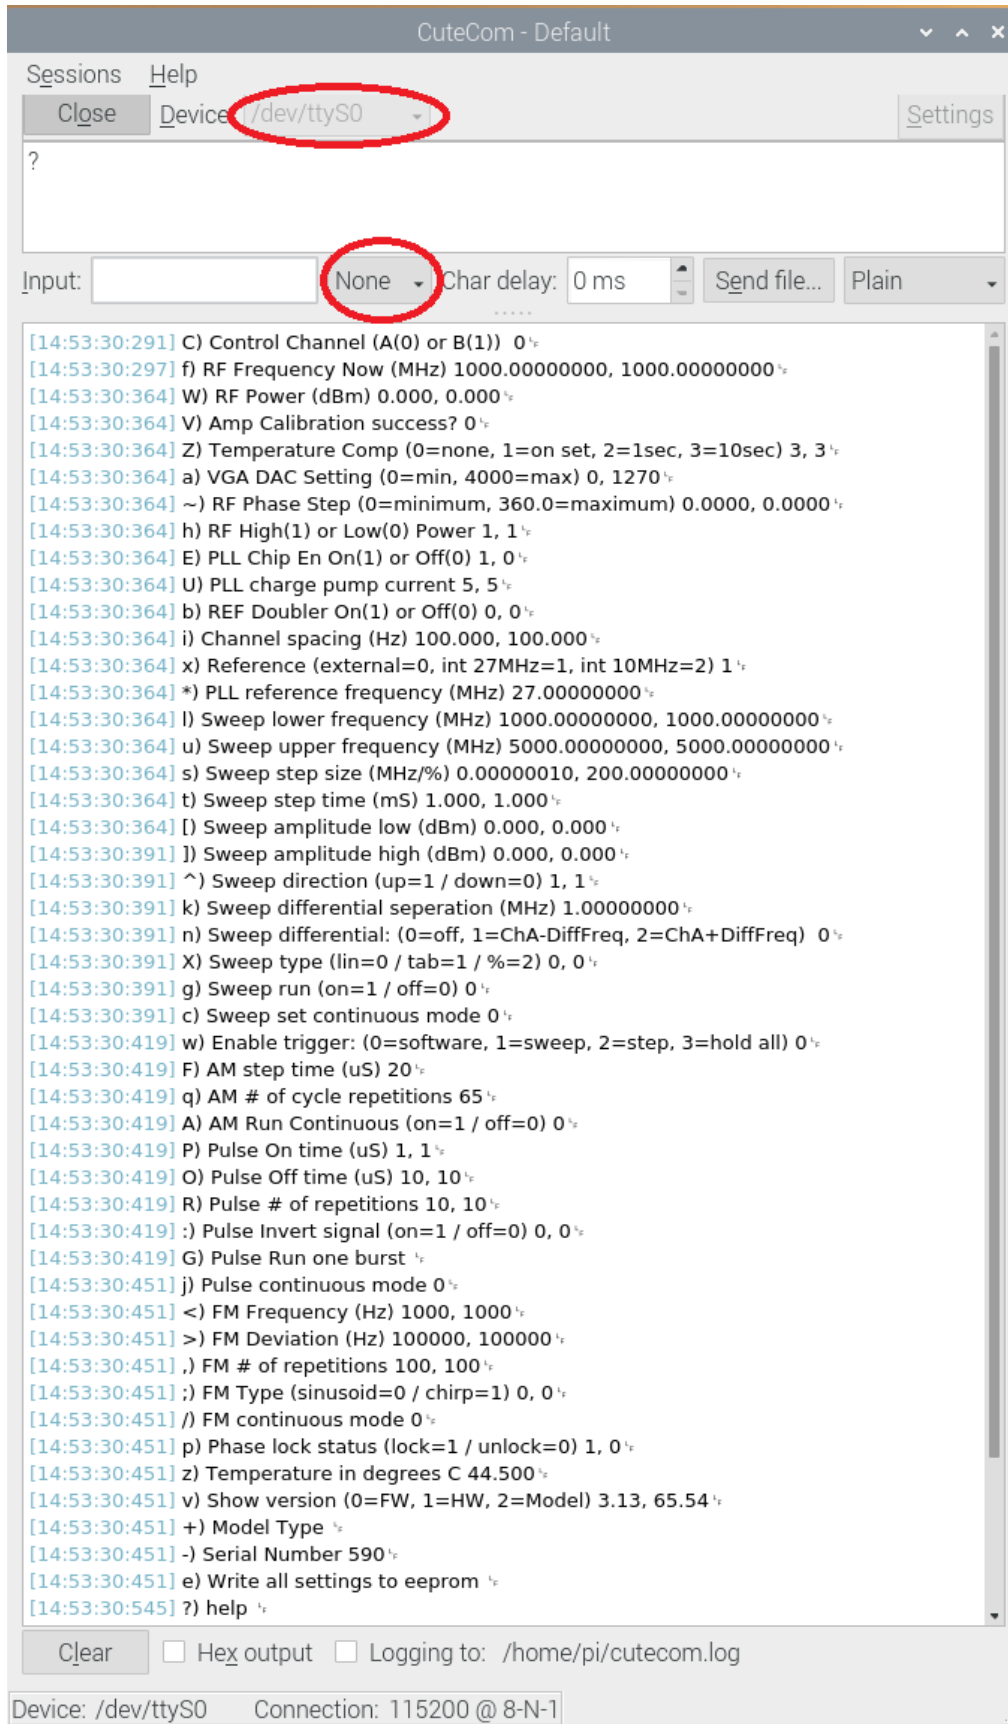 CuteCom - Default
Sessions Help
Close Device /dev/ttyS0 Settings
?
Input: None Char delay: 0 ms Send file... Plain
[14:53:30:291] C) Control Channel (A(0) or B(1)) 0
[14:53:30:297] f) RF Frequency Now (MHz) 1000.00000000, 1000.00000000
[14:53:30:364] W) RF Power (dBm) 0.000, 0.000
[14:53:30:364] V) Amp Calibration success? 0
[14:53:30:364] Z) Temperature Comp (0=none, 1=on set, 2=1sec, 3=10sec) 3, 3
[14:53:30:364] a) VGA DAC Setting (0=min, 4000=max) 0, 1270
[14:53:30:364] ~) RF Phase Step (0=minimum, 360.0=maximum) 0.0000, 0.0000
[14:53:30:364] h) RF High(1) or Low(0) Power 1, 1
[14:53:30:364] E) PLL Chip En On(1) or Off(0) 1, 0
[14:53:30:364] U) PLL charge pump current 5, 5
[14:53:30:364] b) REF Doubler On(1) or Off(0) 0, 0
[14:53:30:364] i) Channel spacing (Hz) 100.000, 100.000
[14:53:30:364] x) Reference (external=0, int 27MHz=1, int 10MHz=2) 1
[14:53:30:364] *) PLL reference frequency (MHz) 27.00000000
[14:53:30:364] l) Sweep lower frequency (MHz) 1000.00000000, 1000.00000000
[14:53:30:364] u) Sweep upper frequency (MHz) 5000.00000000, 5000.00000000
[14:53:30:364] s) Sweep step size (MHz/%) 0.00000010, 200.00000000
[14:53:30:364] t) Sweep step time (mS) 1.000, 1.000
[14:53:30:364] [) Sweep amplitude low (dBm) 0.000, 0.000
[14:53:30:391] ]) Sweep amplitude high (dBm) 0.000, 0.000
[14:53:30:391] ^) Sweep direction (up=1 / down=0) 1, 1
[14:53:30:391] k) Sweep differential seperation (MHz) 1.00000000
[14:53:30:391] n) Sweep differential: (0=off, 1=ChA-DiffFreq, 2=ChA+DiffFreq) 0
[14:53:30:391] X) Sweep type (lin=0 / tab=1 / %=2) 0, 0
[14:53:30:391] g) Sweep run (on=1 / off=0) 0
[14:53:30:391] c) Sweep set continuous mode 0
[14:53:30:419] w) Enable trigger: (0=software, 1=sweep, 2=step, 3=hold all) 0
[14:53:30:419] F) AM step time (uS) 20
[14:53:30:419] q) AM # of cycle repetitions 65
[14:53:30:419] A) AM Run Continuous (on=1 / off=0) 0
[14:53:30:419] P) Pulse On time (uS) 1, 1
[14:53:30:419] O) Pulse Off time (uS) 10, 10
[14:53:30:419] R) Pulse # of repetitions 10, 10
[14:53:30:419] :) Pulse Invert signal (on=1 / off=0) 0, 0
[14:53:30:419] G) Pulse Run one burst
[14:53:30:451] j) Pulse continuous mode 0
[14:53:30:451] <) FM Frequency (Hz) 1000, 1000
[14:53:30:451] >) FM Deviation (Hz) 100000, 100000
[14:53:30:451] ,) FM # of repetitions 100, 100
[14:53:30:451] ;) FM Type (sinusoid=0 / chirp=1) 0, 0
[14:53:30:451] /) FM continuous mode 0
[14:53:30:451] p) Phase lock status (lock=1 / unlock=0) 1, 0
[14:53:30:451] z) Temperature in degrees C 44.500
[14:53:30:451] v) Show version (0=FW, 1=HW, 2=Model) 3.13, 65.54
[14:53:30:451] +) Model Type
[14:53:30:451] -) Serial Number 590
[14:53:30:451] e) Write all settings to eeprom
[14:53:30:545] ?) help
Clear Hex output Logging to: /home/pi/cutecom.log
Device: /dev/ttyS0 Connection: 115200 @ 8-N-1